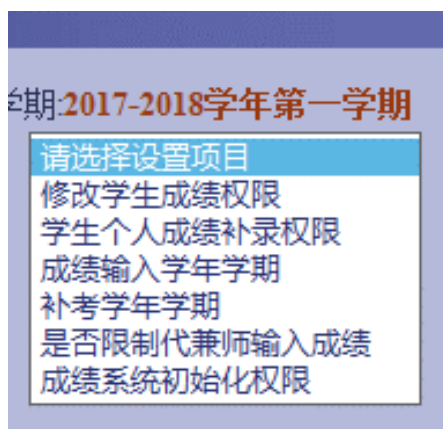 学期:2017-2018学年第一学期
请选择设置项目
修改学生成绩权限
学生个人成绩补录权限
成绩输入学年学期
补考学年学期
是否限制代兼师输入成绩
成绩系统初始化权限